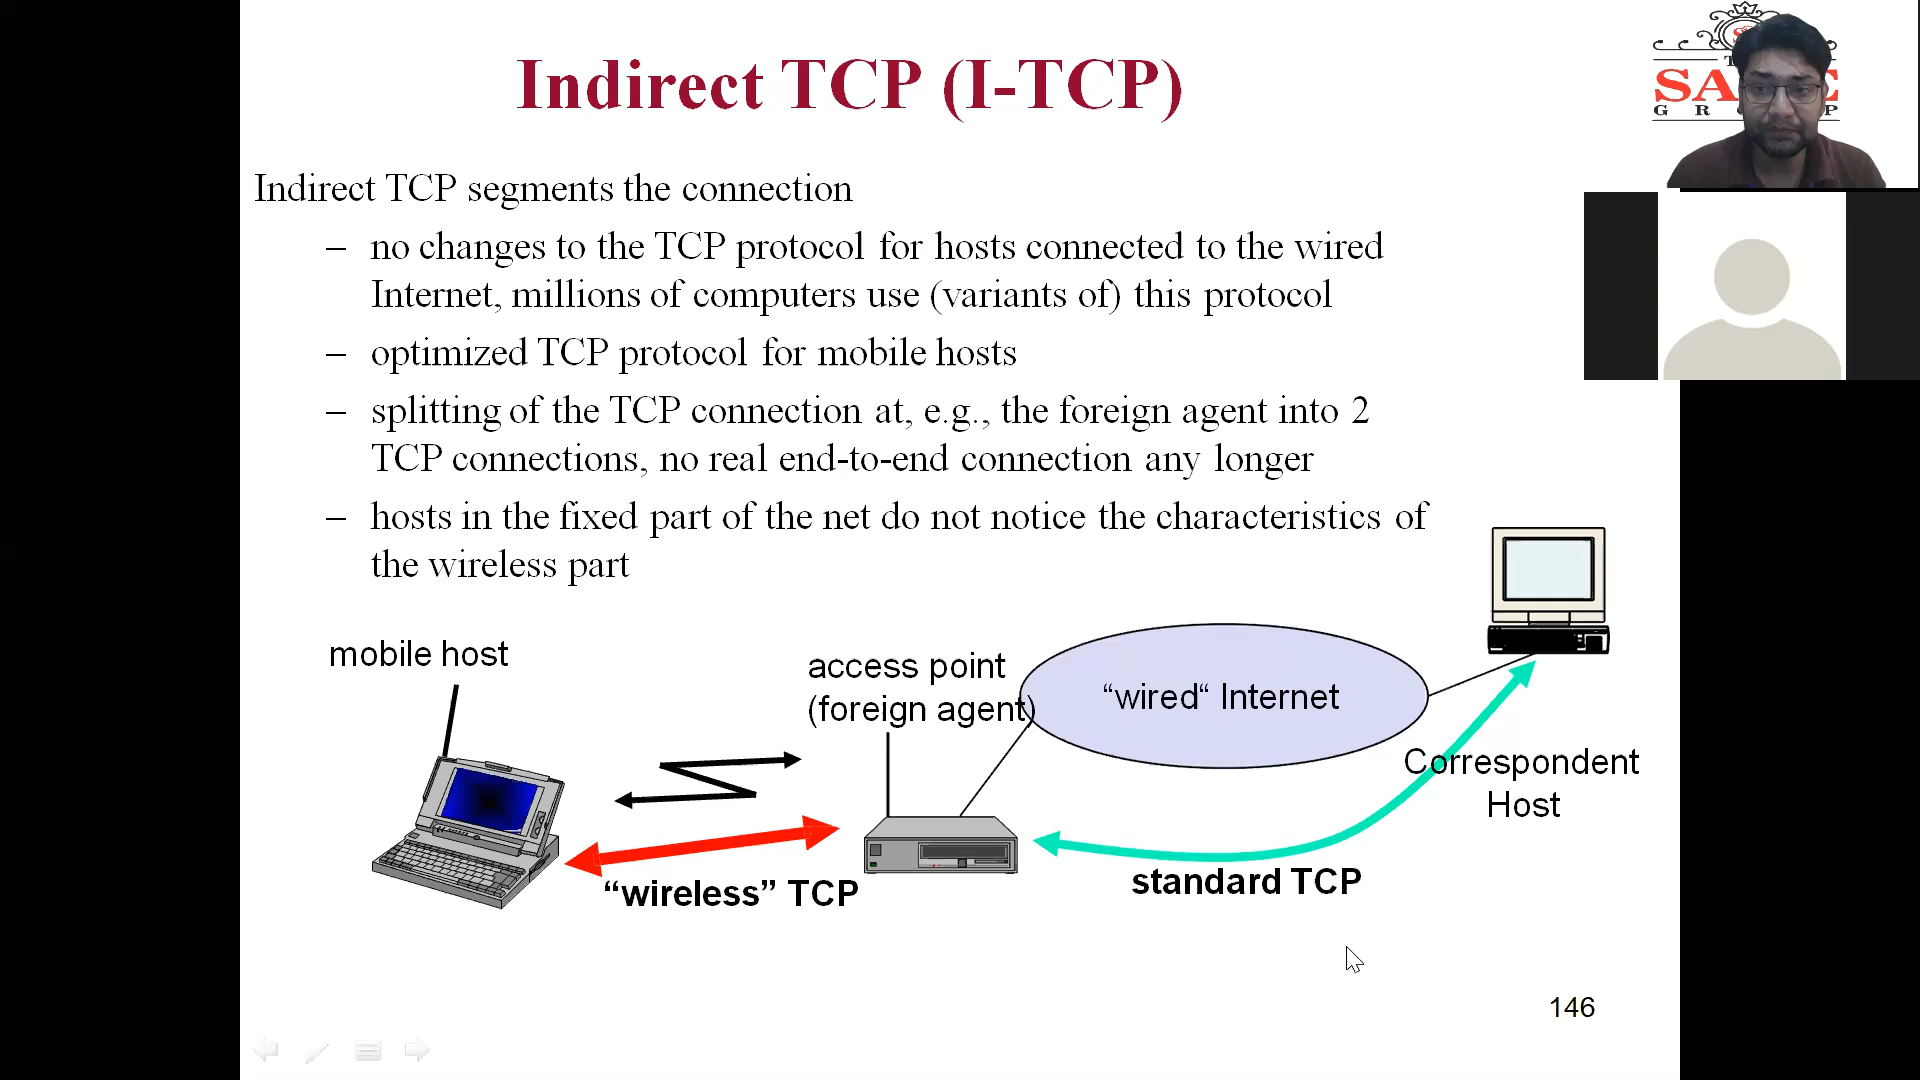 Indirect TCP (I-TCP)
Indirect TCP segments the connection
– no changes to the TCP protocol for hosts connected to the wired
Internet, millions of computers use (variants of) this protocol
– optimized TCP protocol for mobile hosts
– splitting of the TCP connection at, e.g., the foreign agent into 2
TCP connections, no real end-to-end connection any longer
– hosts in the fixed part of the net do not notice the characteristics of
the wireless part
mobile host
access point
(foreign agent)
“wired“ Internet
Correspondent
Host
“wireless” TCP
standard TCP
146